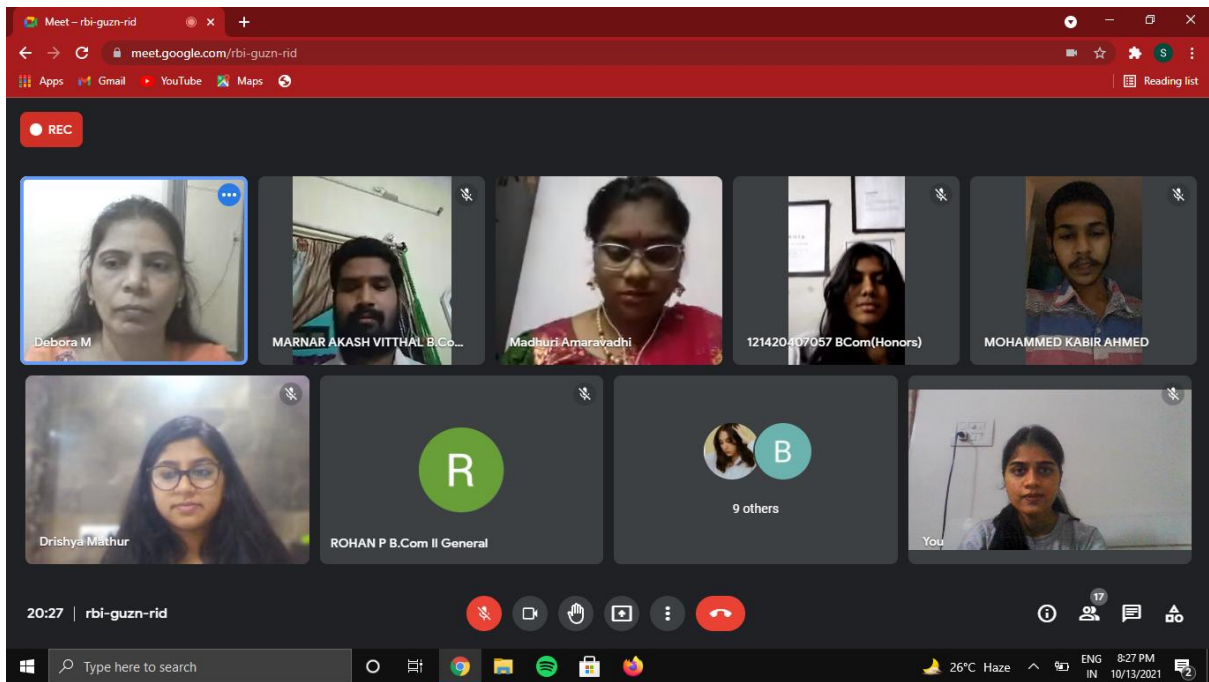 Meet – rbi-guzn-rid
meet.google.com/rbi-guzn-rid
S
Apps Gmail YouTube Maps Reading list
REC
Debora M
MARNAR AKASH VITTHAL B.Co...
Madhuri Amaravadhi
121420407057 BCom(Honors)
MOHAMMED KABIR AHMED
Drishya Mathur
R
ROHAN P B.Com II General
B
9 others
You
20:27 | rbi-guzn-rid
17
Type here to search
26°C Haze
ENG
IN
8:27 PM
10/13/2021
2